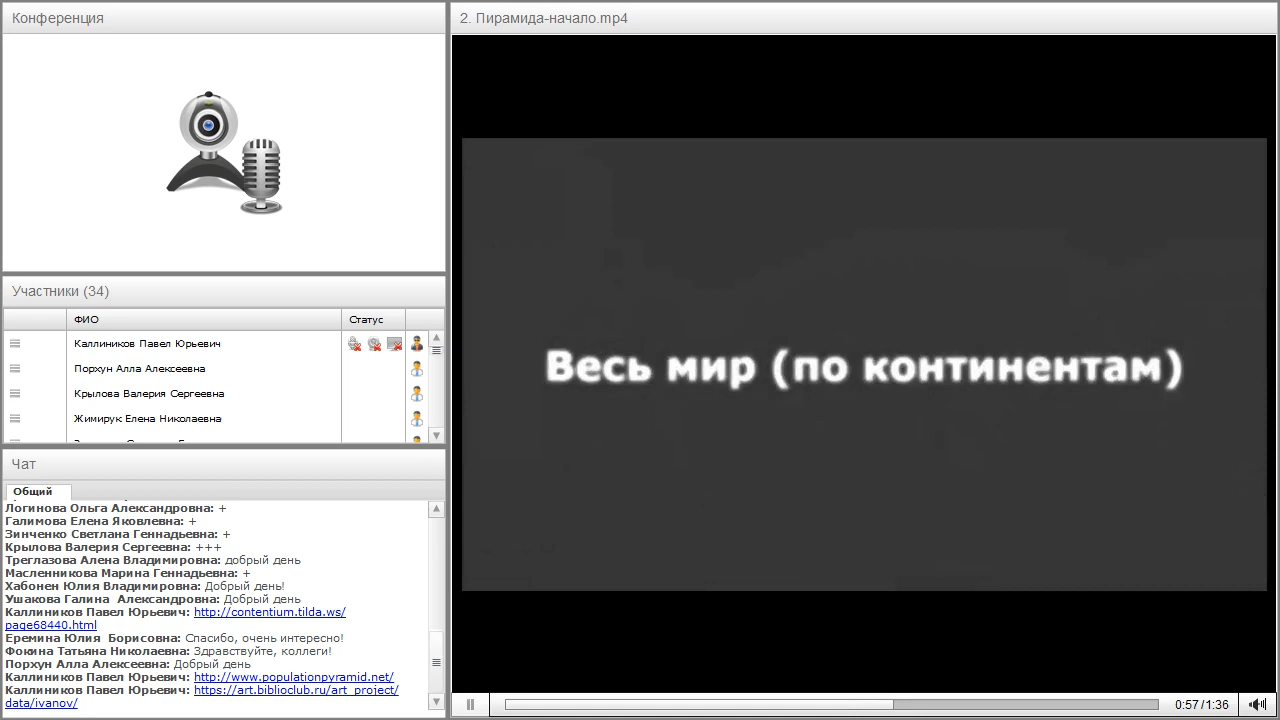 Конференция
2. Пирамида-начало.mp4
Весь мир (по континентам)
Участники (34)
ФИО
Статус
Каллиников Павел Юрьевич
Порхун Алла Алексеевна
Крылова Валерия Сергеевна
Жимирук Елена Николаевна
Чат
Общий
Логинова Ольга Александровна: +
Галимова Елена Яковлевна: +
Зинченко Светлана Геннадьевна: +
Крылова Валерия Сергеевна: +++
Треглазова Алена Владимировна: добрый день
Масленникова Марина Геннадьевна: +
Хабонен Юлия Владимировна: Добрый день!
Ушакова Галина Александровна: Добрый день
Каллиников Павел Юрьевич: http://contentium.tilda.ws/
page68440.html
Еремина Юлия Борисовна: Спасибо, очень интересно!
Фокина Татьяна Николаевна: Здравствуйте, коллеги!
Порхун Алла Алексеевна: Добрый день
Каллиников Павел Юрьевич: http://www.populationpyramid.net/
Каллиников Павел Юрьевич: https://art.biblioclub.ru/art_project/
data/ivanov/
0:57/1:36